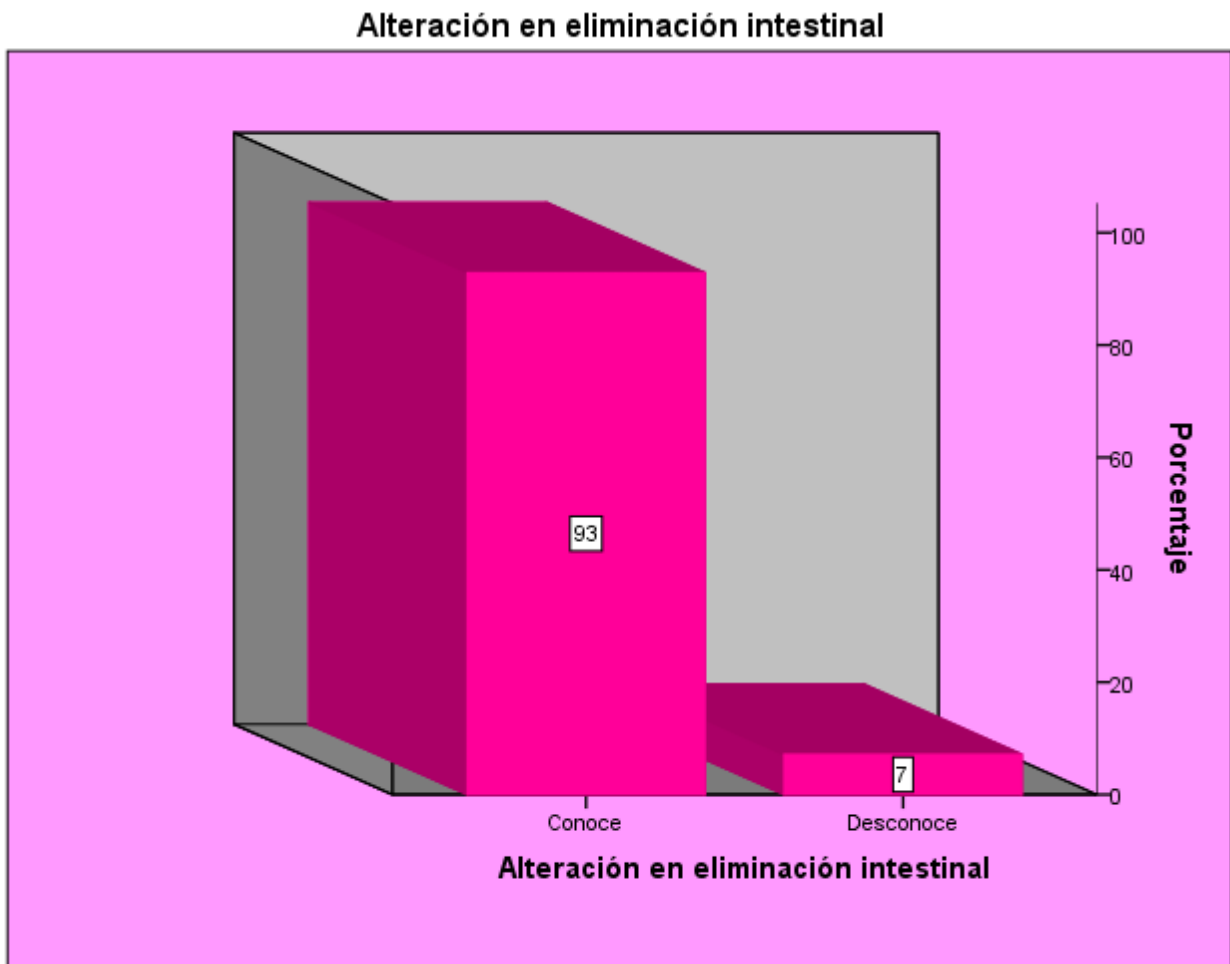 Alteración en eliminación intestinal
93
7
100
80
60
40
20
0
Porcentaje
Conoce
Desconoce
Alteración en eliminación intestinal